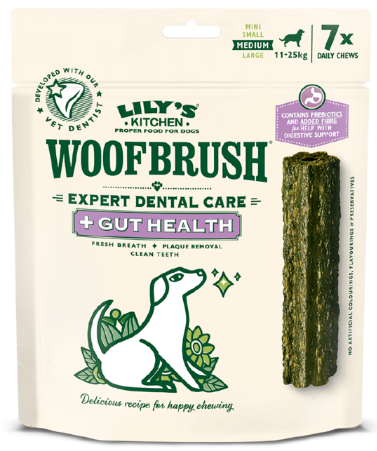 MINI
SMALL
MEDIUM
LARGE
11-25kg
7x
DAILY CHEWS
DEVELOPED WITH OUR
VET DENTIST
LILY'S
KITCHEN
PROPER FOOD FOR DOGS
CONTAINS PREBIOTICS
AND ADDED FIBRE
for HELP WITH
DIGESTIVE SUPPORT
WOOFBRUSH
EXPERT DENTAL CARE
+ GUT HEALTH
FRESH BREATH + PLAQUE REMOVAL
CLEAN TEETH
NO ARTIFICIAL COLOURINGS, FLAVOURINGS or PRESERVATIVES
Delicious recipe for happy chewing.